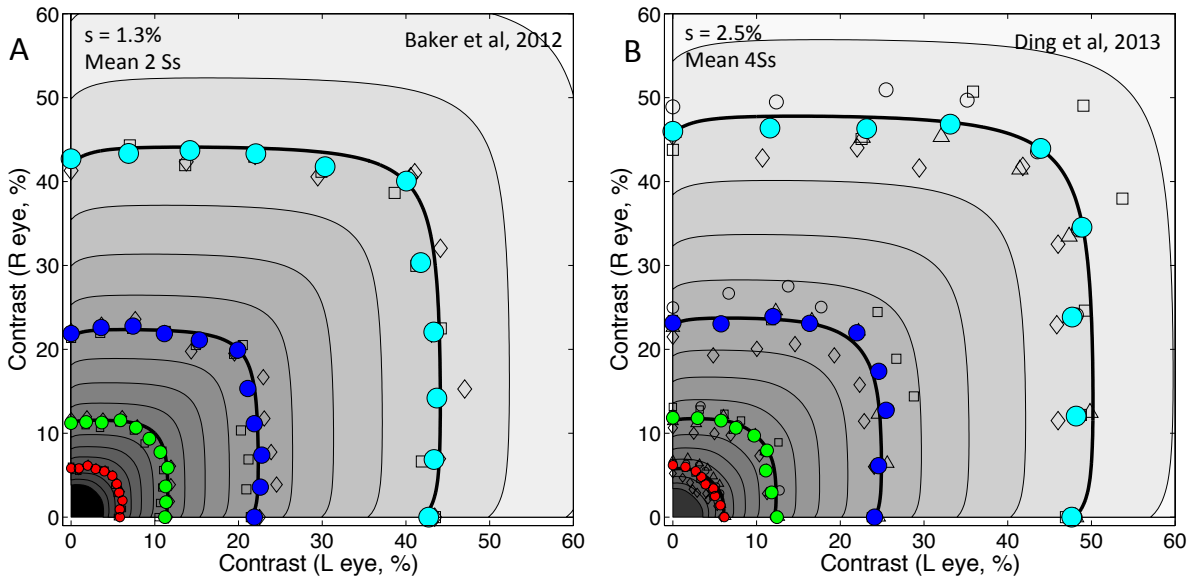 A
s = 1.3%
Mean 2 Ss
Baker et al, 2012
60
50
40
30
20
10
0
Contrast (R eye, %)
0 10 20 30 40 50 60
Contrast (L eye, %)
B
s = 2.5%
Mean 4Ss
Ding et al, 2013
60
50
40
30
20
10
0
Contrast (R eye, %)
0 10 20 30 40 50 60
Contrast (L eye, %)